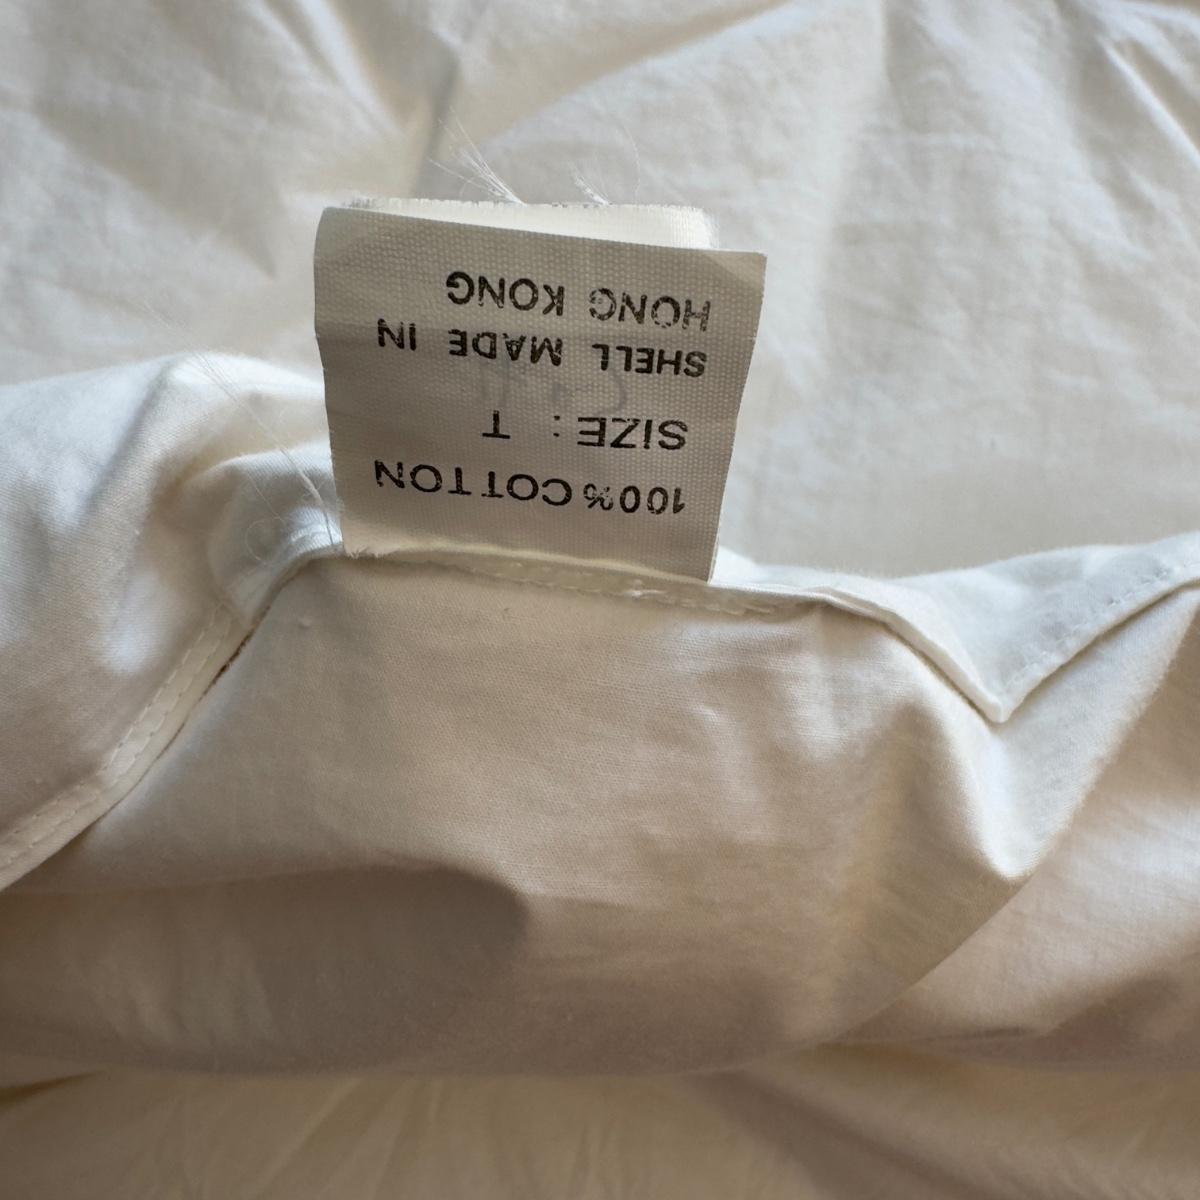 100% COTTON
SIZE : T
SHELL MADE IN
HONG KONG